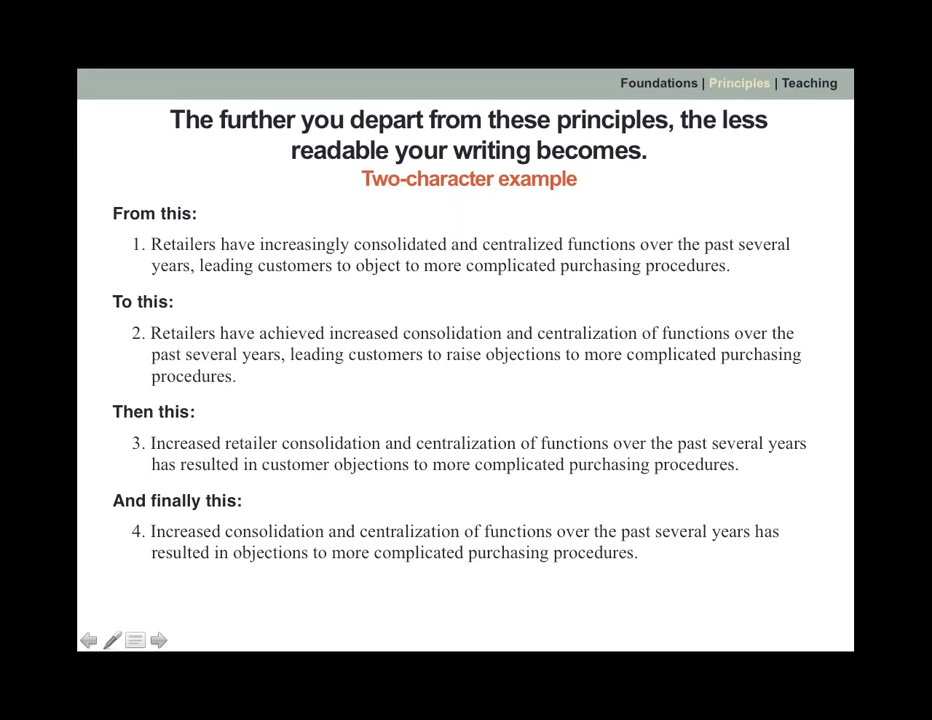 Foundations | Principles | Teaching
The further you depart from these principles, the less
readable your writing becomes.
Two-character example
From this:
1. Retailers have increasingly consolidated and centralized functions over the past several
years, leading customers to object to more complicated purchasing procedures.
To this:
2. Retailers have achieved increased consolidation and centralization of functions over the
past several years, leading customers to raise objections to more complicated purchasing
procedures.
Then this:
3. Increased retailer consolidation and centralization of functions over the past several years
has resulted in customer objections to more complicated purchasing procedures.
And finally this:
4. Increased consolidation and centralization of functions over the past several years has
resulted in objections to more complicated purchasing procedures.